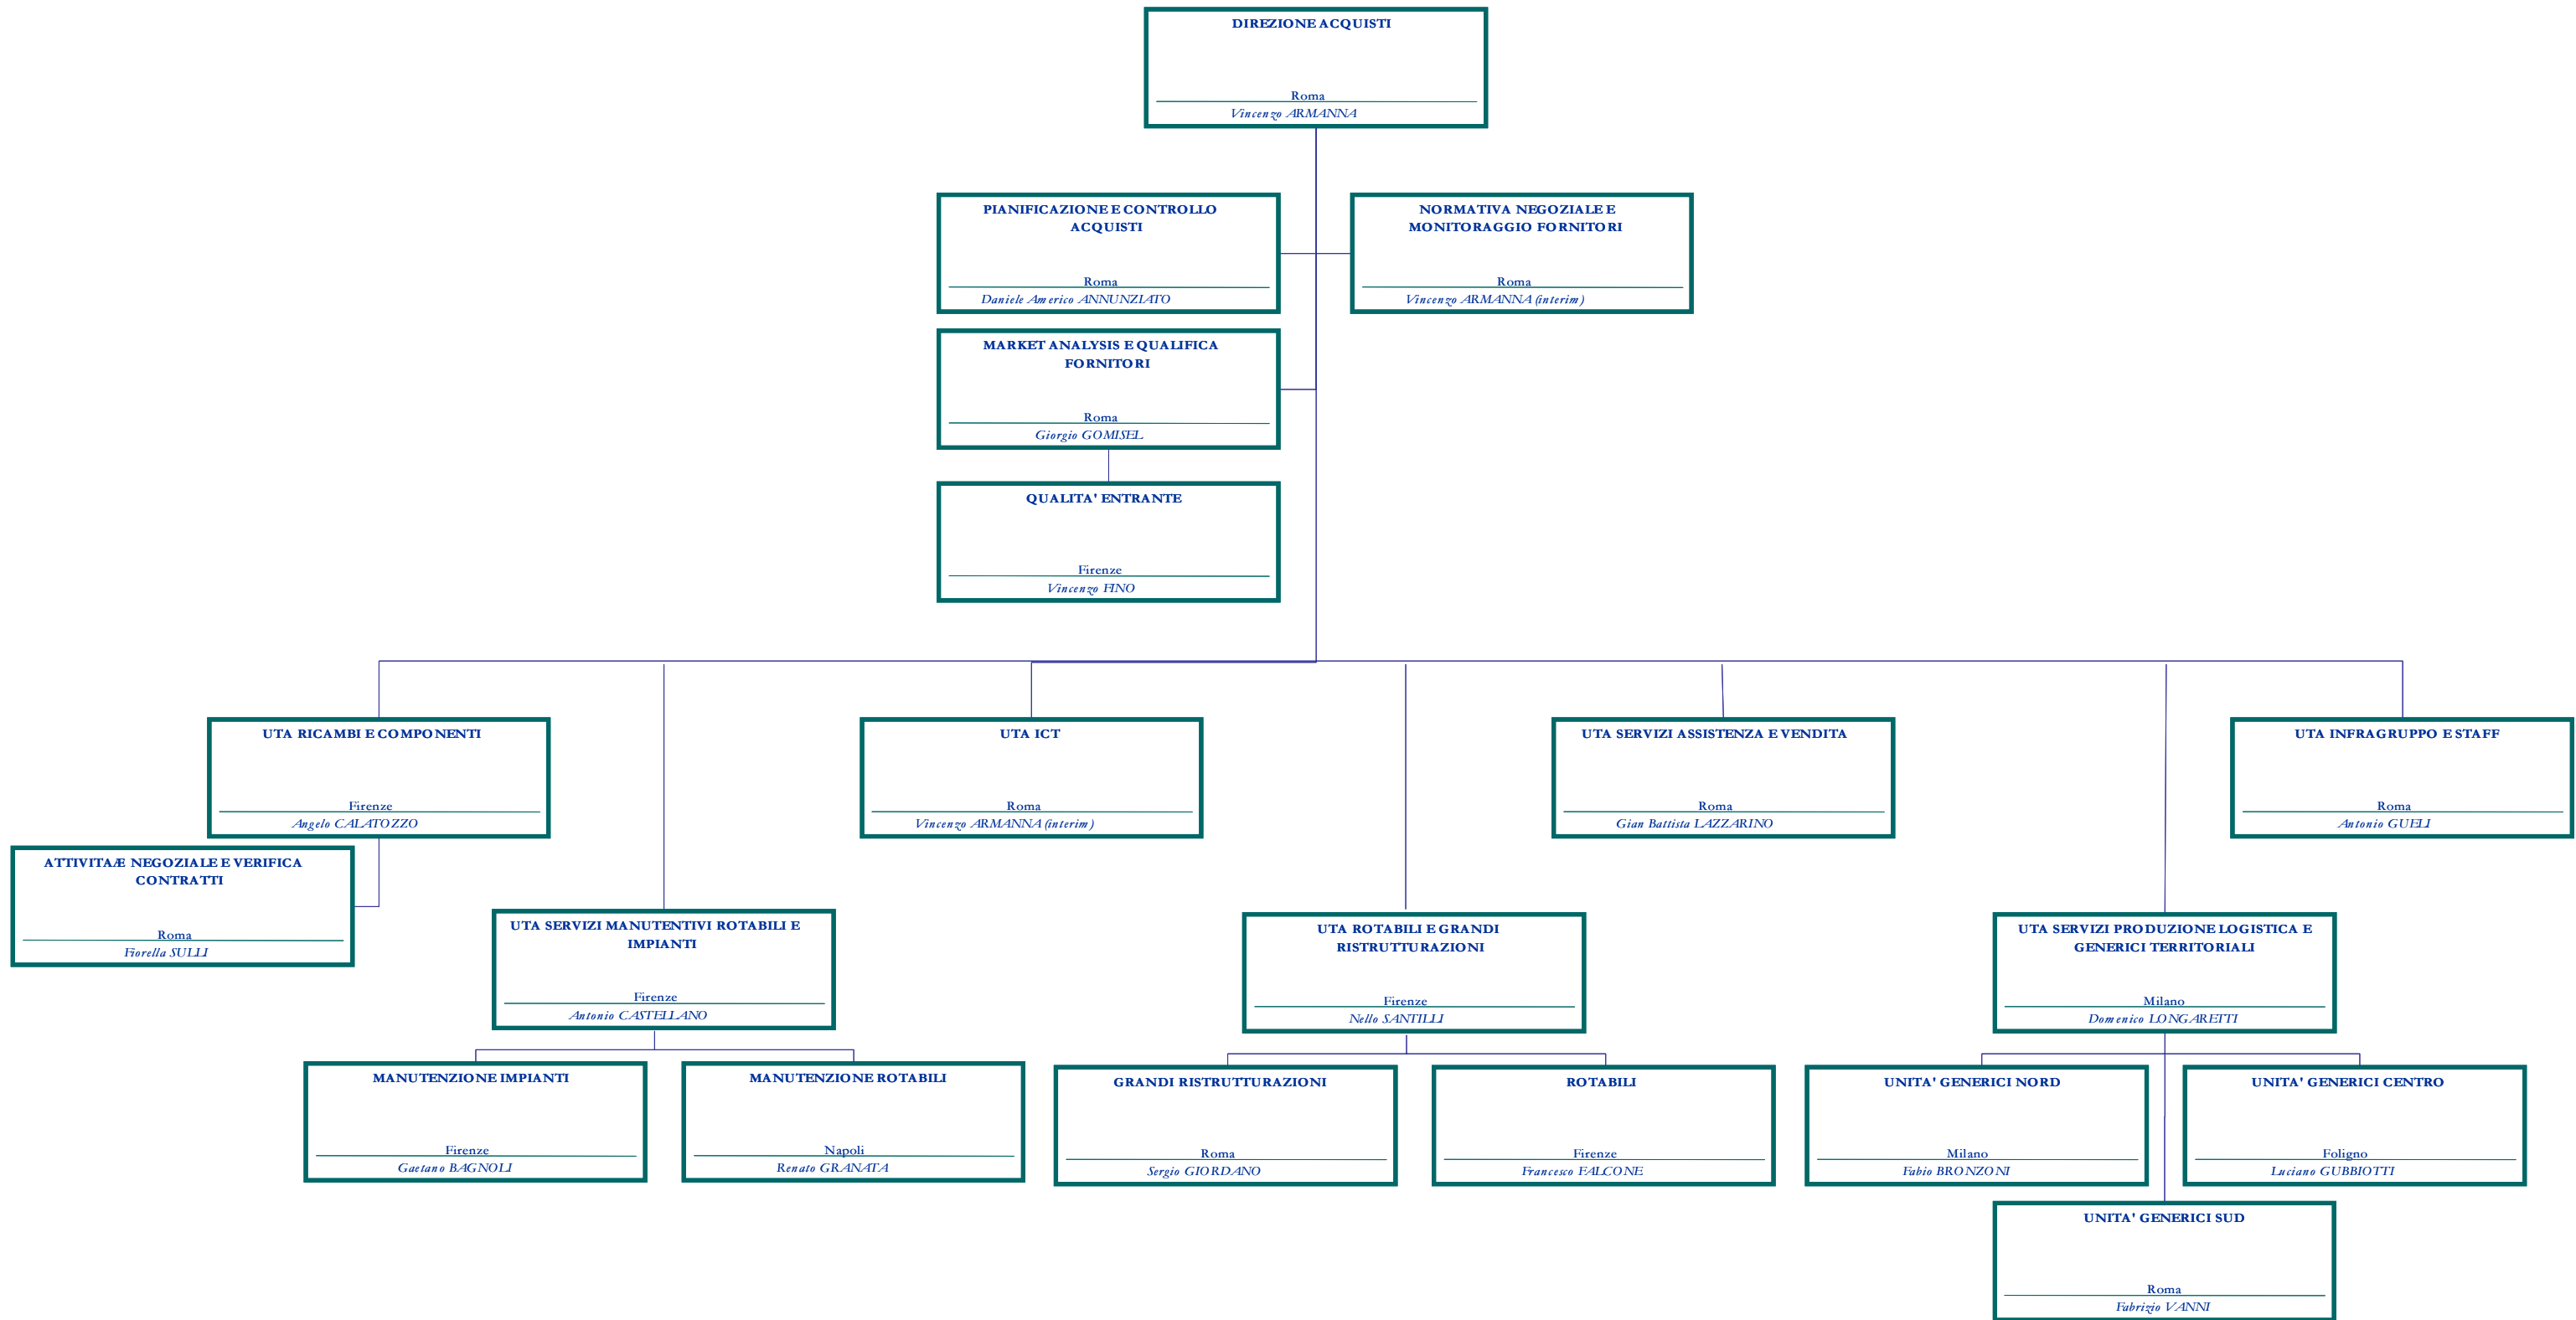 DIREZIONE ACQUISTI
Roma
Vincenzo ARMANNA
PIANIFICAZIONE E CONTROLLO
ACQUISTI
Roma
Daniele Americo ANNUNZIATO
NORMATIVA NEGOZIALE E
MONITORAGGIO FORNITORI
Roma
Vincenzo ARMANNA (interim)
MARKET ANALYSIS E QUALIFICA
FORNITORI
Roma
Giorgio GOMISEL
QUALITA' ENTRANTE
Firenze
Vincenzo FINO
UTA RICAMBI E COMPONENTI
Firenze
Angelo CALATOZZO
UTA ICT
Roma
Vincenzo ARMANNA (interim)
UTA SERVIZI ASSISTENZA E VENDITA
Roma
Gian Battista LAZZARINO
UTA INFRAGRUPPO E STAFF
Roma
Antonio GUELI
ATTIVITAÆ NEGOZIALE E VERIFICA
CONTRATTI
Roma
Fiorella SULLI
UTA SERVIZI MANUTENTIVI ROTABILI E
IMPIANTI
Firenze
Antonio CASTELLANO
UTA ROTABILI E GRANDI
RISTRUTTURAZIONI
Firenze
Nello SANTILLI
UTA SERVIZI PRODUZIONE LOGISTICA E
GENERICI TERRITORIALI
Milano
Domenico LONGARETTI
MANUTENZIONE IMPIANTI
Firenze
Gaetano BAGNOLI
MANUTENZIONE ROTABILI
Napoli
Renato GRANATA
GRANDI RISTRUTTURAZIONI
Roma
Sergio GIORDANO
ROTABILI
Firenze
Francesco FALCONE
UNITA' GENERICI NORD
Milano
Fabio BRONZONI
UNITA' GENERICI CENTRO
Foligno
Luciano GUBBIOTTI
UNITA' GENERICI SUD
Roma
Fabrizio VANNI